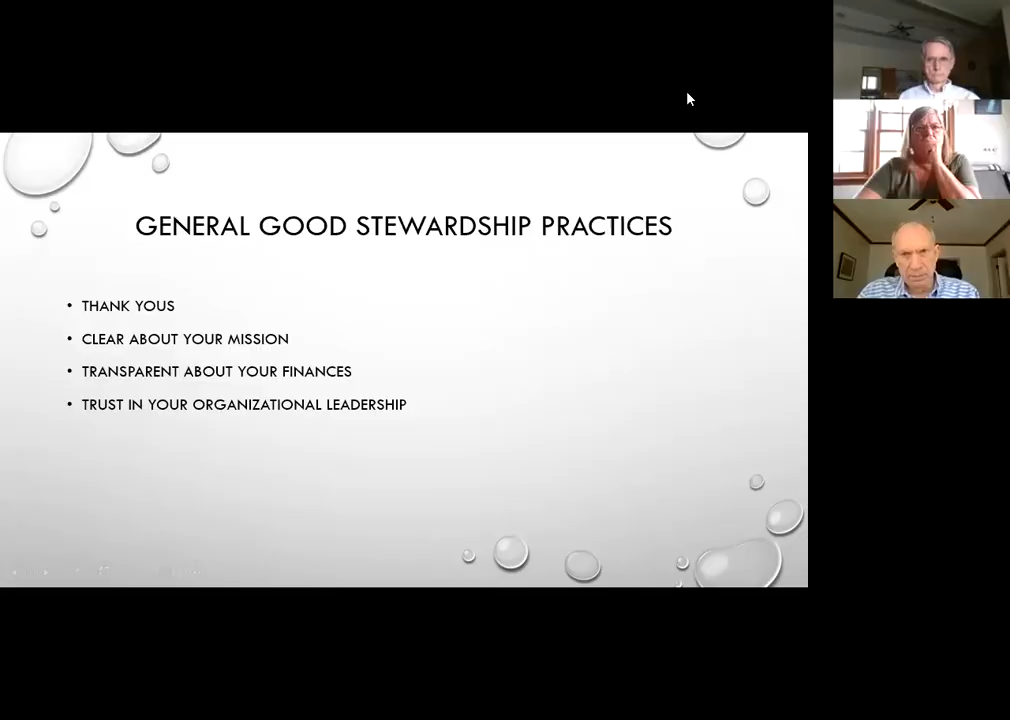 GENERAL GOOD STEWARDSHIP PRACTICES
• THANK YOUS
• CLEAR ABOUT YOUR MISSION
• TRANSPARENT ABOUT YOUR FINANCES
• TRUST IN YOUR ORGANIZATIONAL LEADERSHIP